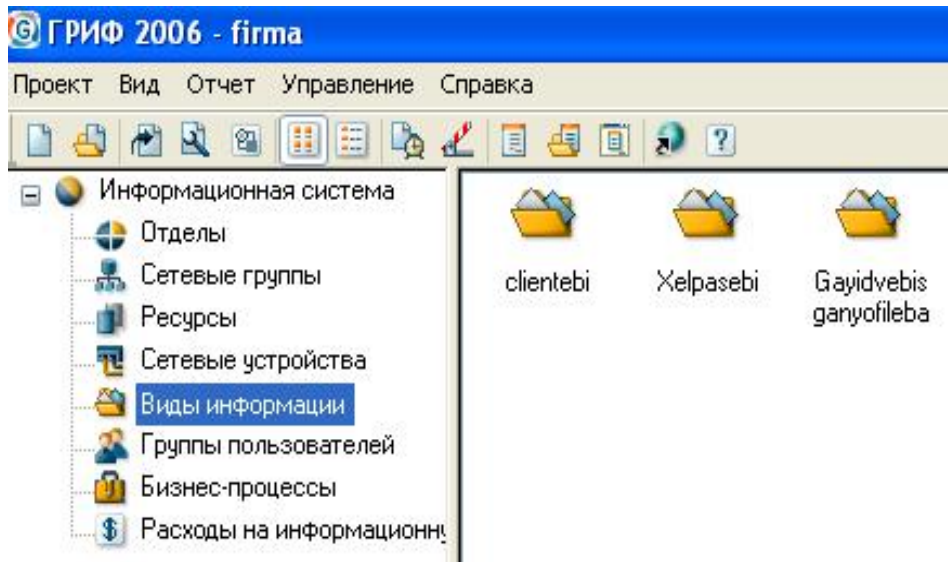 ГРИФ 2006 - firma
Проект Вид Отчет Управление Справка
Информационная система
Отделы
Сетевые группы
Ресурсы
Сетевые устройства
Виды информации
Группы пользователей
Бизнес-процессы
Расходы на информационну
clientebi
Xelpasebi
Gayidvebis
ganyofileba